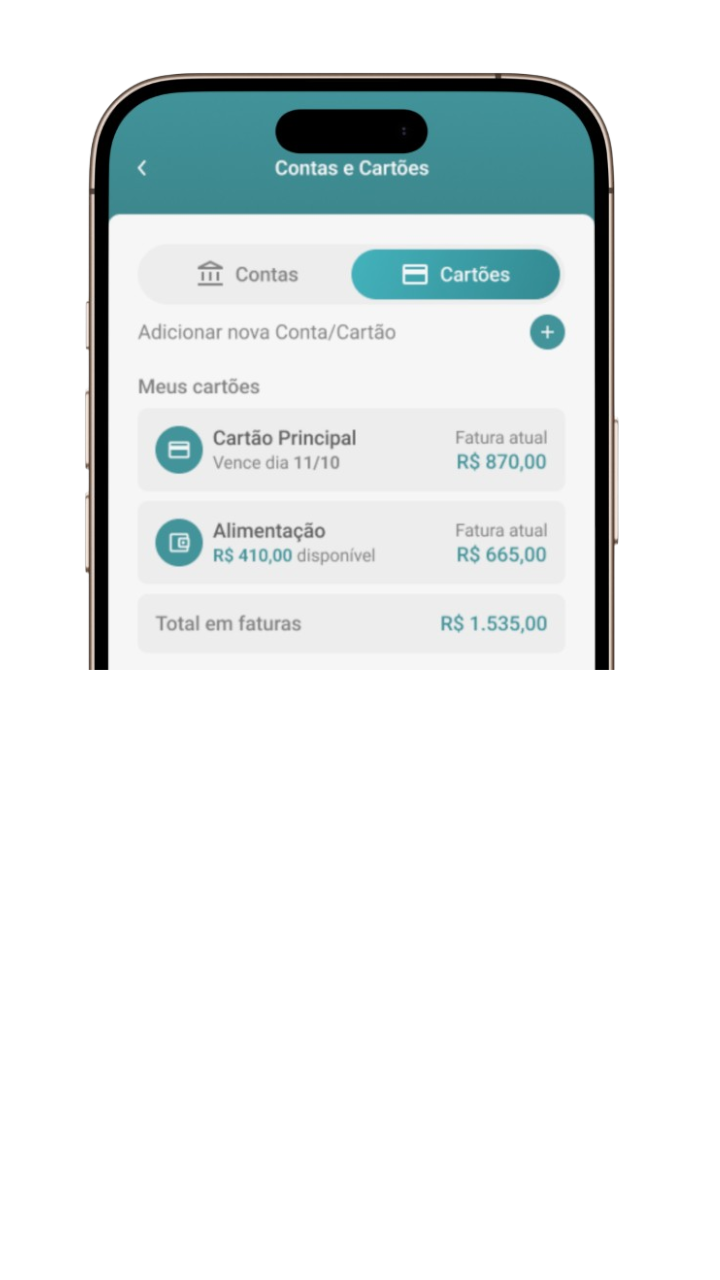 Contas e Cartões
Contas
Cartões
Adicionar nova Conta/Cartão
Meus cartões
Cartão Principal
Fatura atual
Vence dia 11/10
R$ 870,00
Alimentação
Fatura atual
R$ 410,00 disponível
R$ 665,00
Total em faturas
R$ 1.535,00